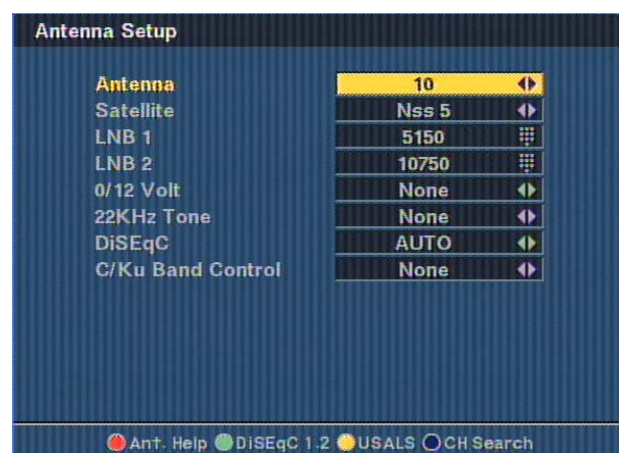 Antenna Setup
Antenna 10
Satellite Nss 5
LNB 1 5150
LNB 2 10750
0/12 Volt None
22KHz Tone None
DiSEqC AUTO
C/Ku Band Control None
Ant. Help DiSEqC 1.2 USALS CH Search